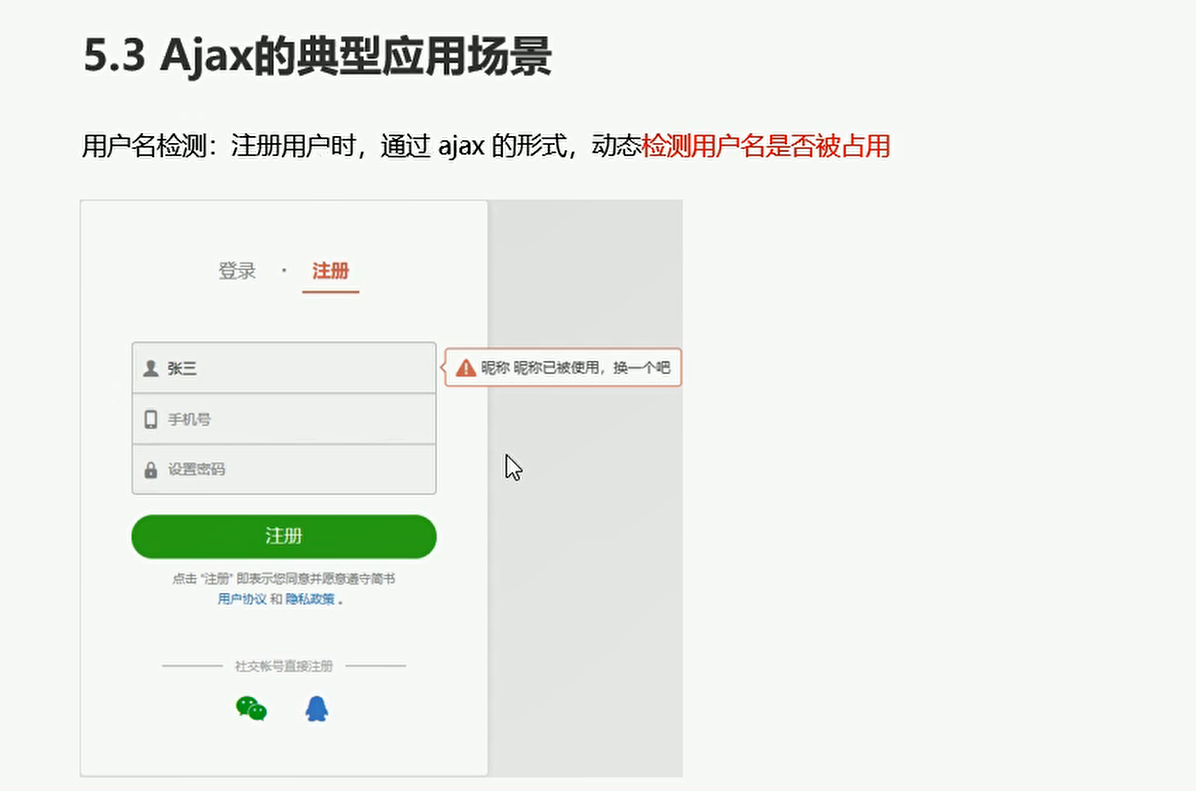 5.3 Ajax的典型应用场景
用户名检测：注册用户时，通过 ajax 的形式，动态检测用户名是否被占用
登录 · 注册
张三
昵称 昵称已被使用，换一个吧
手机号
设置密码
注册
点击 “注册” 即表示您同意并愿意遵守简书
用户协议 和 隐私政策 。
社交帐号直接注册